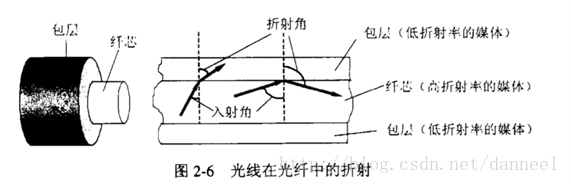 包层
纤芯
折射角
入射角
包层（低折射率的媒体）
纤芯（高折射率的媒体）
包层（低折射率的媒体）
图 2-6 光线在光纤中的折射
http://blog.csdn.net/danneel